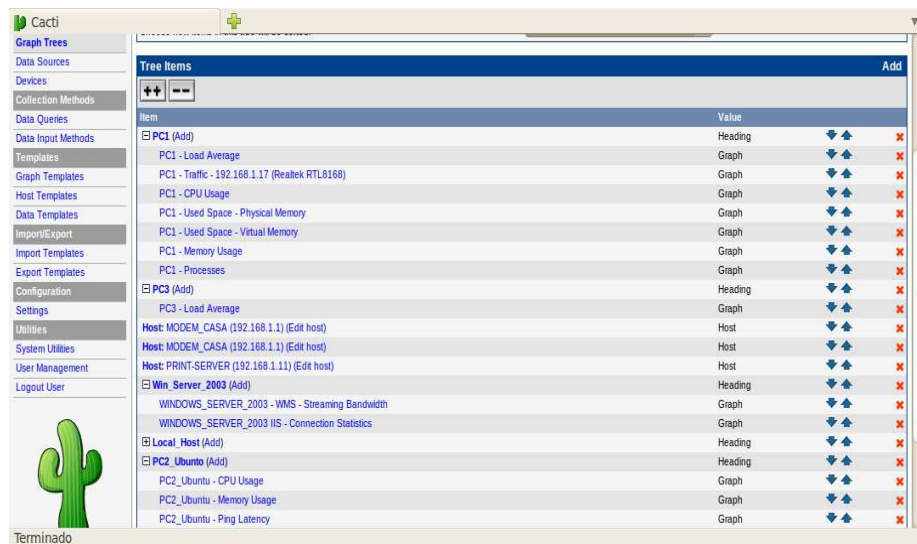 Cacti
Graph Trees
Data Sources
Devices
Collection Methods
Data Queries
Data Input Methods
Templates
Graph Templates
Host Templates
Data Templates
Import/Export
Import Templates
Export Templates
Configuration
Settings
Utilities
System Utilities
User Management
Logout User
Tree Items Add
++ --
Item Value
PC1 (Add) Heading
PC1 - Load Average Graph
PC1 - Traffic - 192.168.1.17 (Realtek RTL8168) Graph
PC1 - CPU Usage Graph
PC1 - Used Space - Physical Memory Graph
PC1 - Used Space - Virtual Memory Graph
PC1 - Memory Usage Graph
PC1 - Processes Graph
PC3 (Add) Heading
PC3 - Load Average Graph
Host: MODEM_CASA (192.168.1.1) (Edit host) Host
Host: MODEM_CASA (192.168.1.1) (Edit host) Host
Host: PRINT-SERVER (192.168.1.11) (Edit host) Host
Win_Server_2003 (Add) Heading
WINDOWS_SERVER_2003 - WMS - Streaming Bandwidth Graph
WINDOWS_SERVER_2003 IIS - Connection Statistics Graph
Local_Host (Add) Heading
PC2_Ubunto (Add) Heading
PC2_Ubuntu - CPU Usage Graph
PC2_Ubuntu - Memory Usage Graph
PC2_Ubuntu - Ping Latency Graph
Terminado